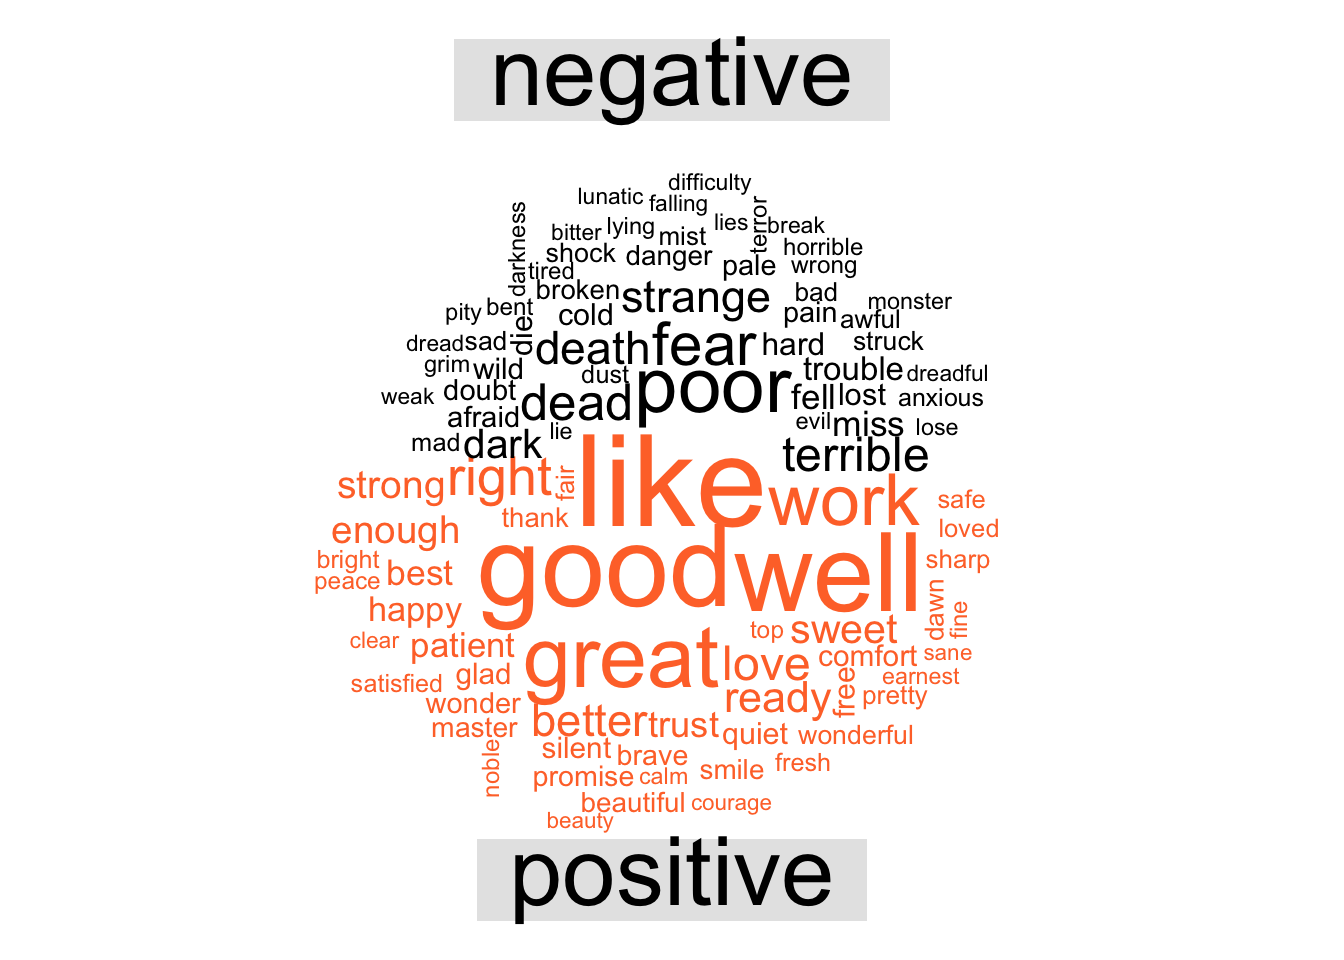 negative
difficulty
lunatic
falling
darkness
bitter
lying
mist
lies
terror
break
shock
danger
horrible
tired
pale
wrong
broken
strange
bad
pity
bent
cold
pain
monster
awful
die
dread
sad
death
fear
hard
struck
grim
wild
dust
poor
trouble
dreadful
weak
doubt
dead
fell
lost
anxious
afraid
lie
evil
miss
lose
mad
dark
like
terrible
strong
right
fair
work
safe
enough
thank
loved
bright
good
well
sharp
peace
best
happy
dawn
fine
clear
patient
great
top
sweet
love
comfort
sane
satisfied
glad
earnest
wonder
ready
free
pretty
master
better
trust
quiet
wonderful
noble
silent
brave
promise
calm
smile
fresh
beautiful
courage
beauty
positive